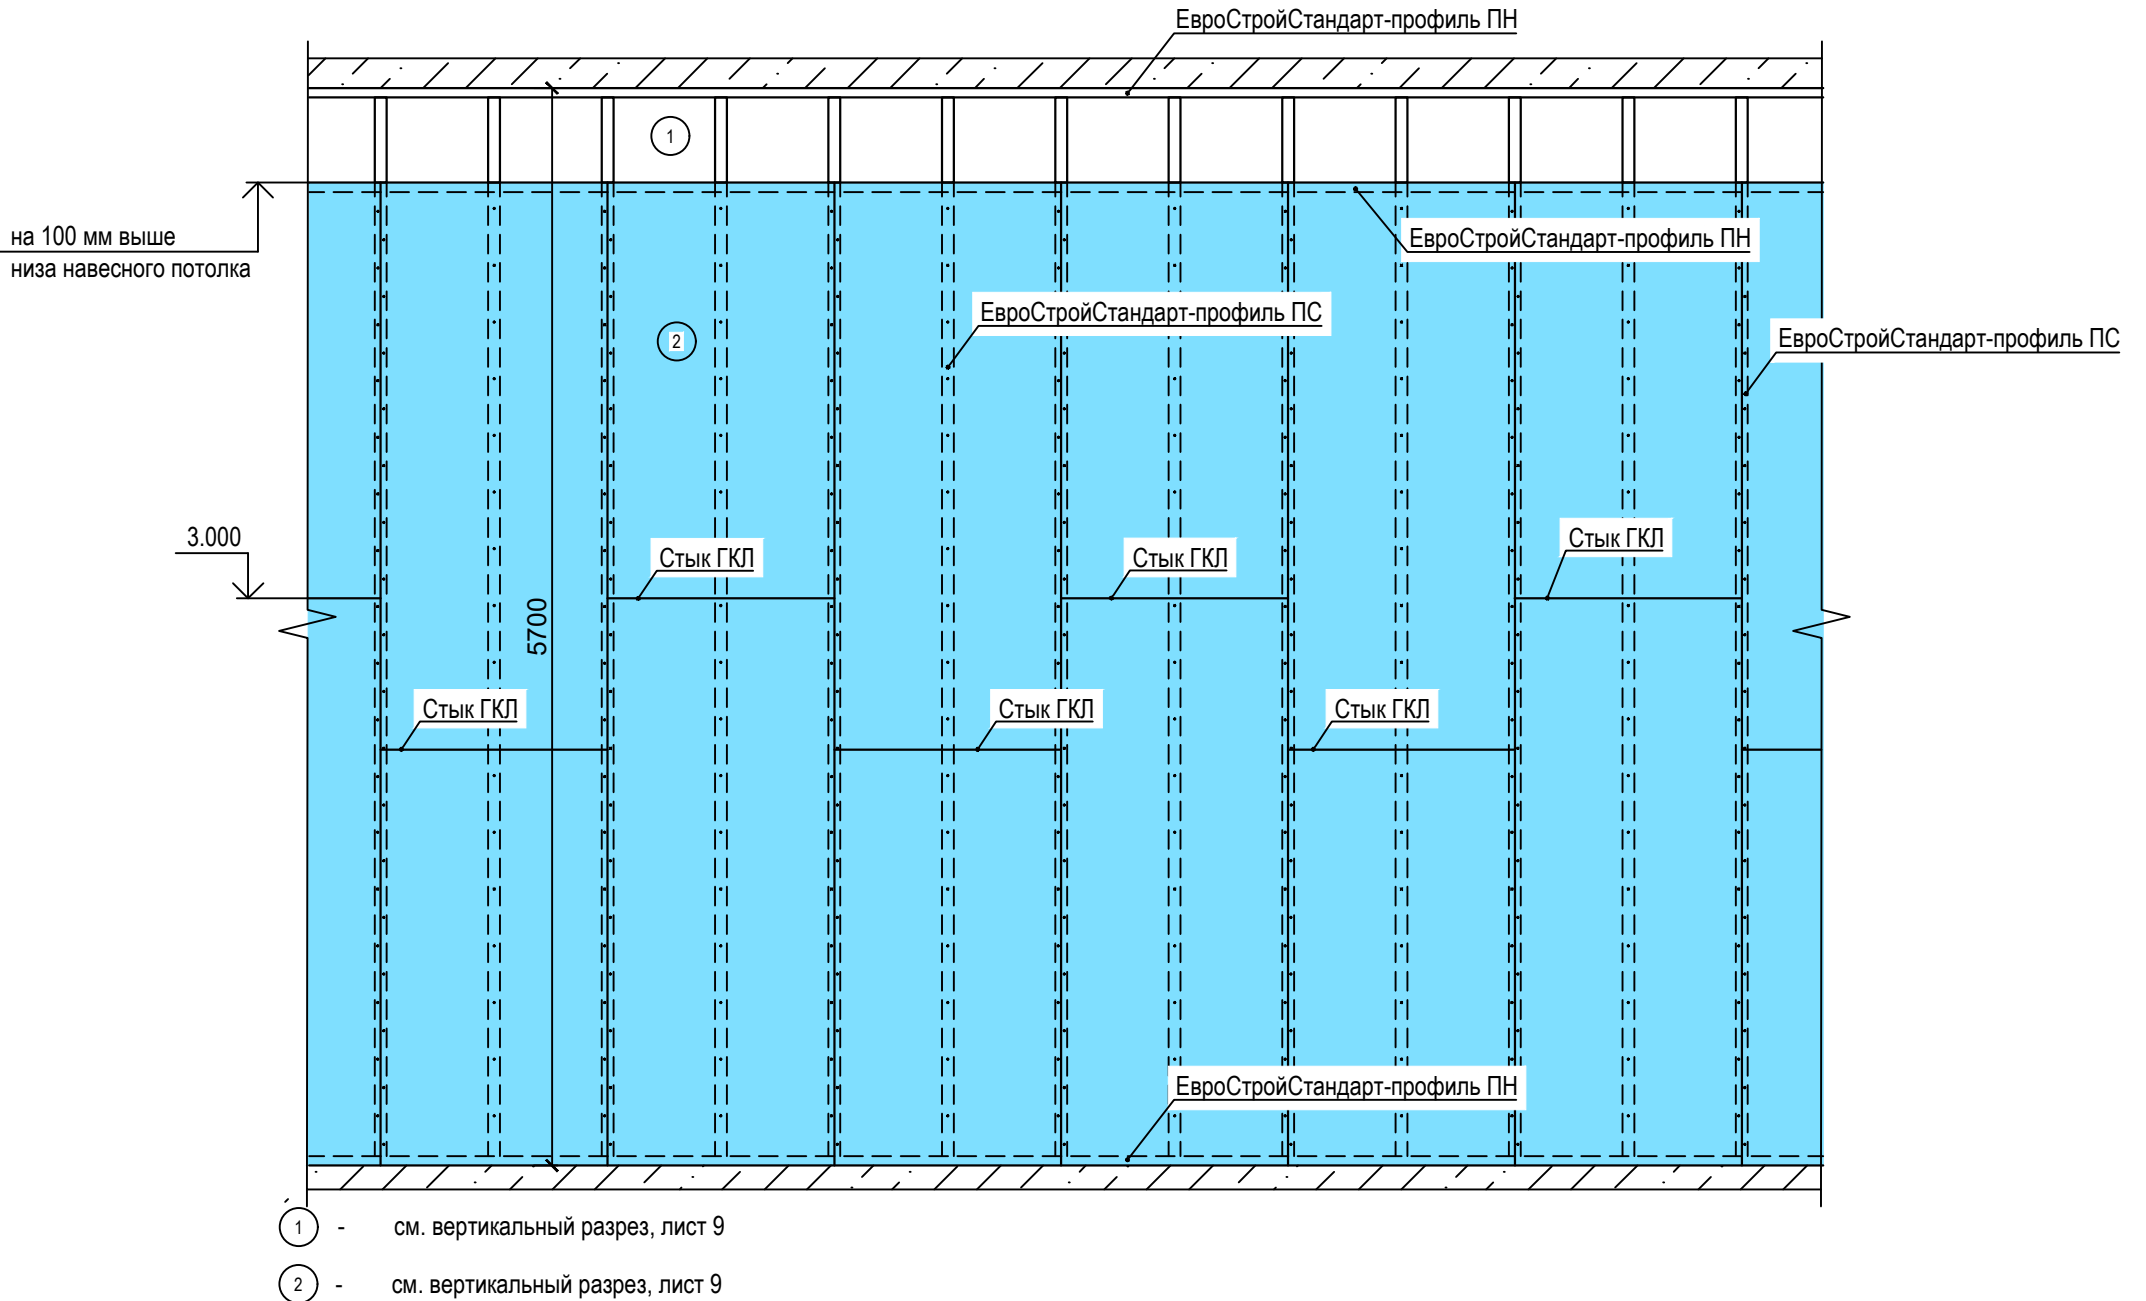 ЕвроСтройСтандарт-профиль ПН
1
на 100 мм выше
низа навесного потолка
ЕвроСтройСтандарт-профиль ПН
ЕвроСтройСтандарт-профиль ПС
2
ЕвроСтройСтандарт-профиль ПС
3.000
Стык ГКЛ
Стык ГКЛ
Стык ГКЛ
5700
Стык ГКЛ
Стык ГКЛ
Стык ГКЛ
ЕвроСтройСтандарт-профиль ПН
1 - см. вертикальный разрез, лист 9
2 - см. вертикальный разрез, лист 9